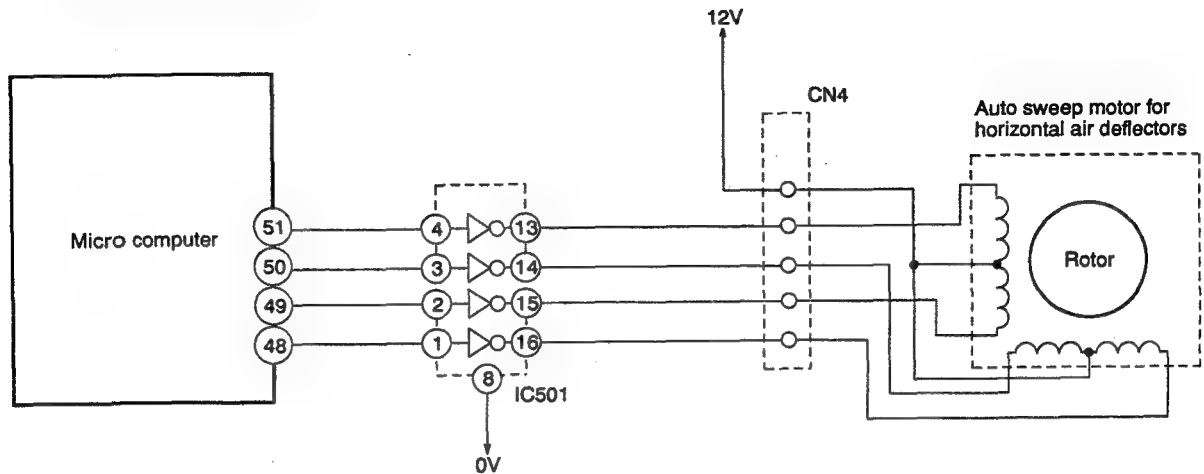 12V
CN4
Auto sweep motor for
horizontal air deflectors
Micro computer
51
50
49
48
4
3
2
1
13
14
15
16
8
IC501
0V
Rotor